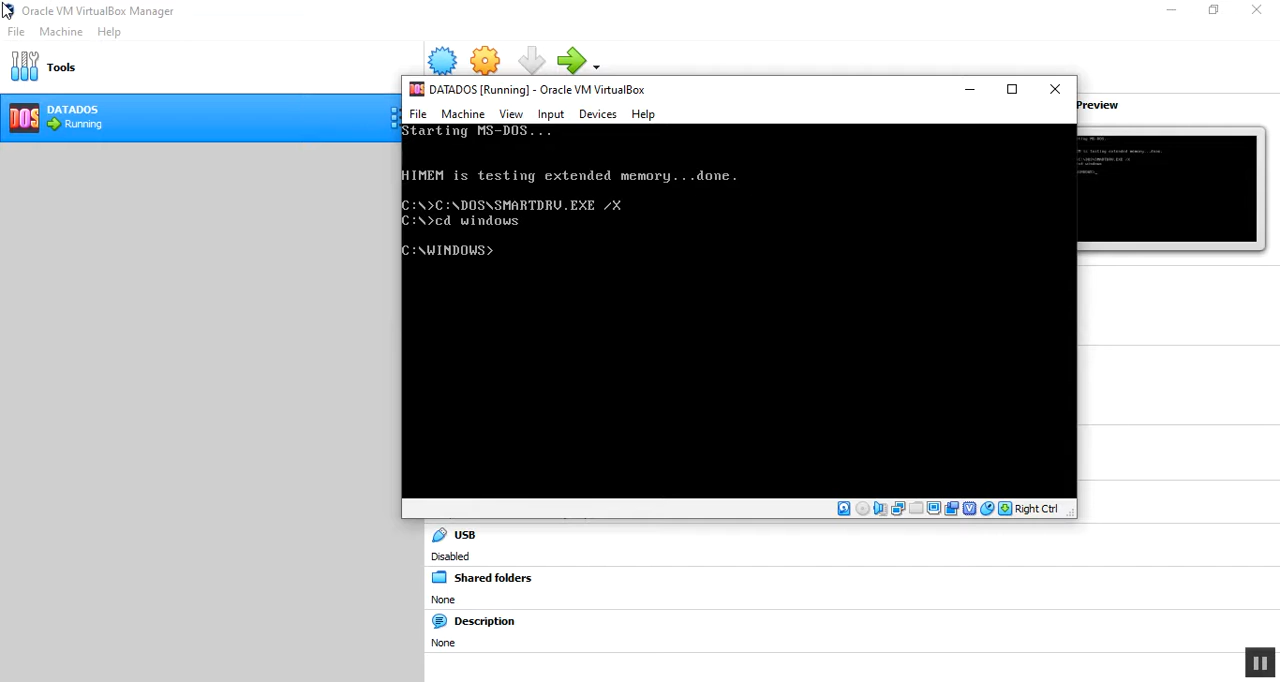 Oracle VM VirtualBox Manager
File Machine Help
Tools
DATADOS
Running
DOS
DATADOS [Running] - Oracle VM VirtualBox
File Machine View Input Devices Help
Starting MS-DOS...
HIMEM is testing extended memory...done.
C:\>C:\DOS\SMARTDRV.EXE /X
C:\>cd windows
C:\WINDOWS>
Right Ctrl
Preview
USB
Disabled
Shared folders
None
Description
None